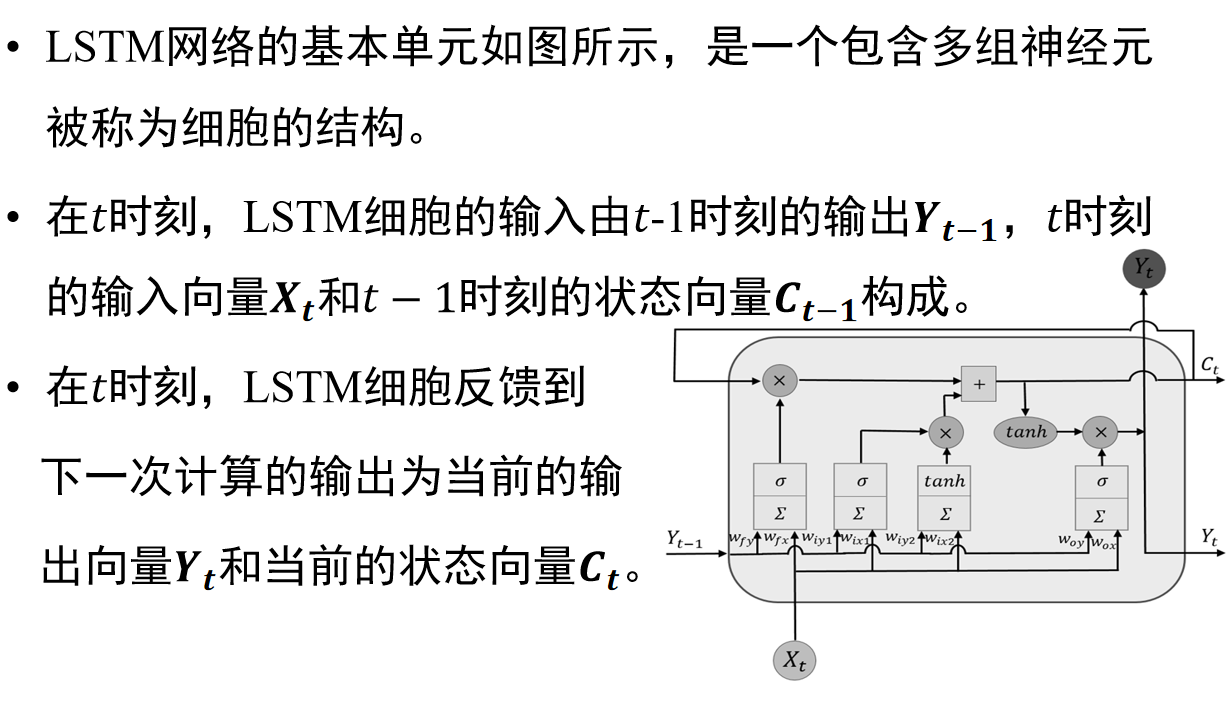 • LSTM网络的基本单元如图所示，是一个包含多组神经元
被称为细胞的结构。
• 在t时刻，LSTM细胞的输入由t-1时刻的输出Y_{t−1}，t时刻
的输入向量X_t和t − 1时刻的状态向量C_{t−1}构成。
• 在t时刻，LSTM细胞反馈到
下一次计算的输出为当前的输
出向量Y_t和当前的状态向量C_t。
Y_t
C_t
× +
× tanh ×
σ σ tanh σ
Σ Σ Σ Σ
Y_{t−1} w_{fy} w_{fx} w_{iy1} w_{ix1} w_{iy2} w_{ix2} w_{oy} w_{ox} Y_t
X_t